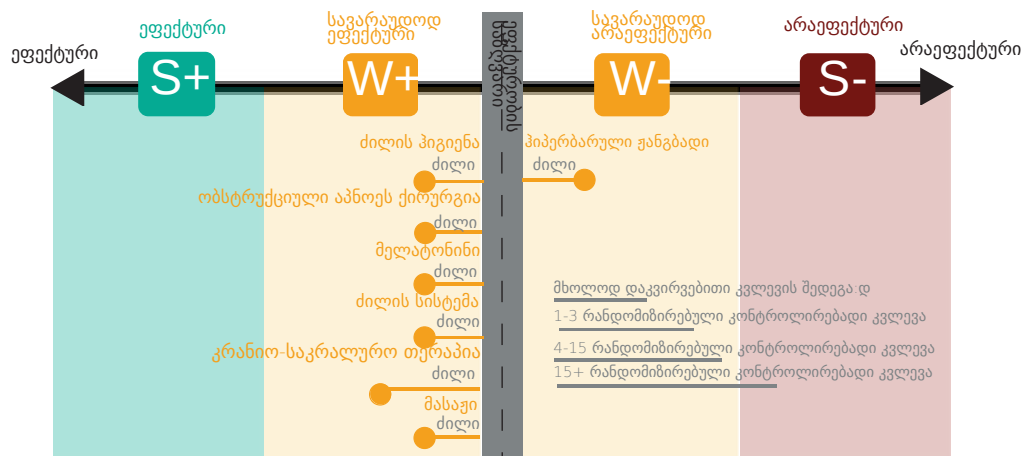 ეფექტური
ეფექტური
სავარაუდოდ
ეფექტური
სავარაუდოდ
არაეფექტური
არაეფექტური
არაეფექტური
S+
W+
W-
S-
ძილის ჰიგიენა
ძილი
ობსტრუქციული აპნოეს ქირურგია
ძილი
მელატონინი
ძილი
ძილის სისტემა
ძილი
კრანიო-საკრალურო თერაპია
ძილი
მასაჟი
ძილი
ჰიპერბარული ჟანგბადი
ძილი
მხოლოდ დაკვირვებითი კვლევის შედეგა:დ
1-3 რანდომიზირებული კონტროლირებადი კვლევა
4-15 რანდომიზირებული კონტროლირებადი კვლევა
15+ რანდომიზირებული კონტროლირებადი კვლევა